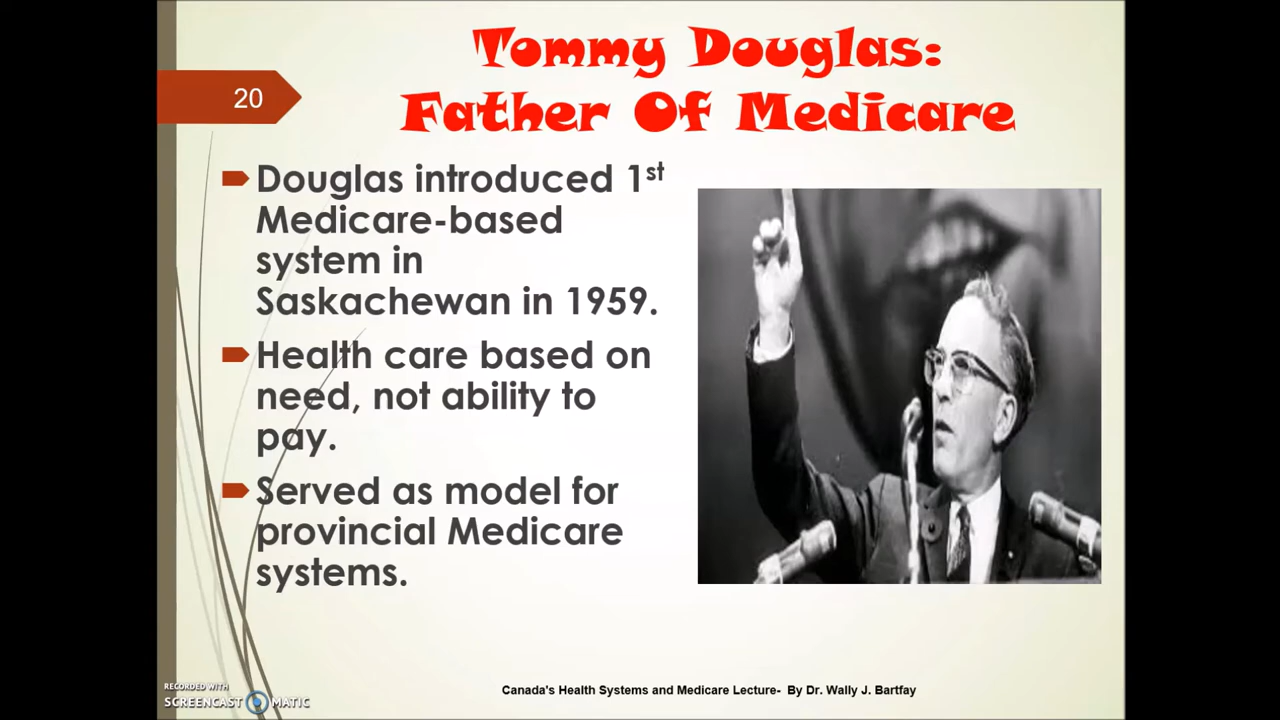 20
Tommy Douglas:
Father Of Medicare
Douglas introduced 1st
Medicare-based
system in
Saskachewan in 1959.
Health care based on
need, not ability to
pay.
Served as model for
provincial Medicare
systems.
Canada's Health Systems and Medicare Lecture- By Dr. Wally J. Bartfay
RECORDED WITH
SCREENCAST MATIC